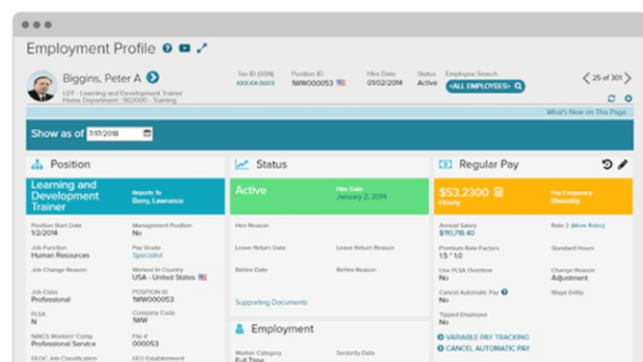 Employment Profile
Biggins, Peter A
LDT - Learning and Development Trainer
Home Department: 902000 - Training
Tax ID (SSN)
XXX-XX-0003
Position ID
1WW000053
Hire Date
01/02/2014
Status
Active
Employee Search
<ALL EMPLOYEES>
25 of 301
What's New on This Page
Show as of 7/17/2018
Position
Learning and Development Trainer
Reports To
Barry, Lawrance
Position Start Date
1/2/2014
Management Position
No
Job Function
Human Resources
Pay Grade
Specialist
Job Change Reason
Worked In Country
USA - United States
Job Class
Professional
POSITION ID
1WW000053
FLSA
N
Company Code
1WW
NAICS Workers' Comp
Professional Service
File #
000053
EEOC Job Classification
EEO Establishment
Status
Active
Hire Date
January 2, 2014
Hire Reason
Leave Return Date
Leave Return Reason
Rehire Date
Rehire Reason
Supporting Documents
Employment
Worker Category
Full Time
Seniority Date
Regular Pay
$53.2300
Hourly
Pay Frequency
Biweekly
Annual Salary
$110,718.40
Rate 2 (More Rates)
Premium Rate Factors
1.5 * 1.0
Standard Hours
Use FLSA Overtime
No
Change Reason
Adjustment
Cancel Automatic Pay
No
Wage Entity
Tipped Employee
No
VARIABLE PAY TRACKING
CANCEL AUTOMATIC PAY